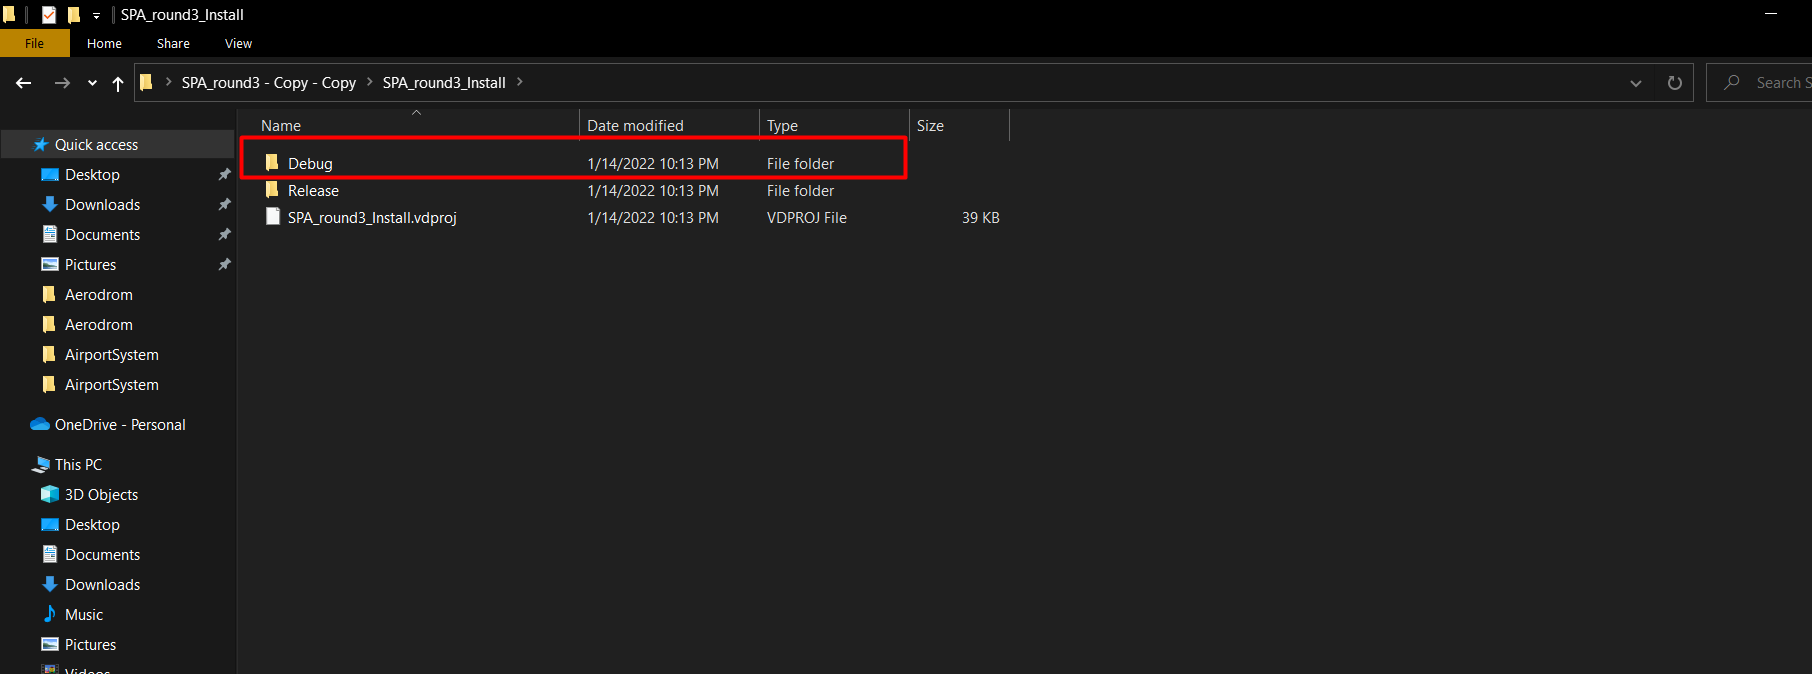 SPA_round3_Install
File Home Share View
SPA_round3 - Copy - Copy SPA_round3_Install Search S
Name Date modified Type Size
Debug 1/14/2022 10:13 PM File folder
Release 1/14/2022 10:13 PM File folder
SPA_round3_Install.vdproj 1/14/2022 10:13 PM VDPROJ File 39 KB
Quick access
Desktop
Downloads
Documents
Pictures
Aerodrom
Aerodrom
AirportSystem
AirportSystem
OneDrive - Personal
This PC
3D Objects
Desktop
Documents
Downloads
Music
Pictures
Videos